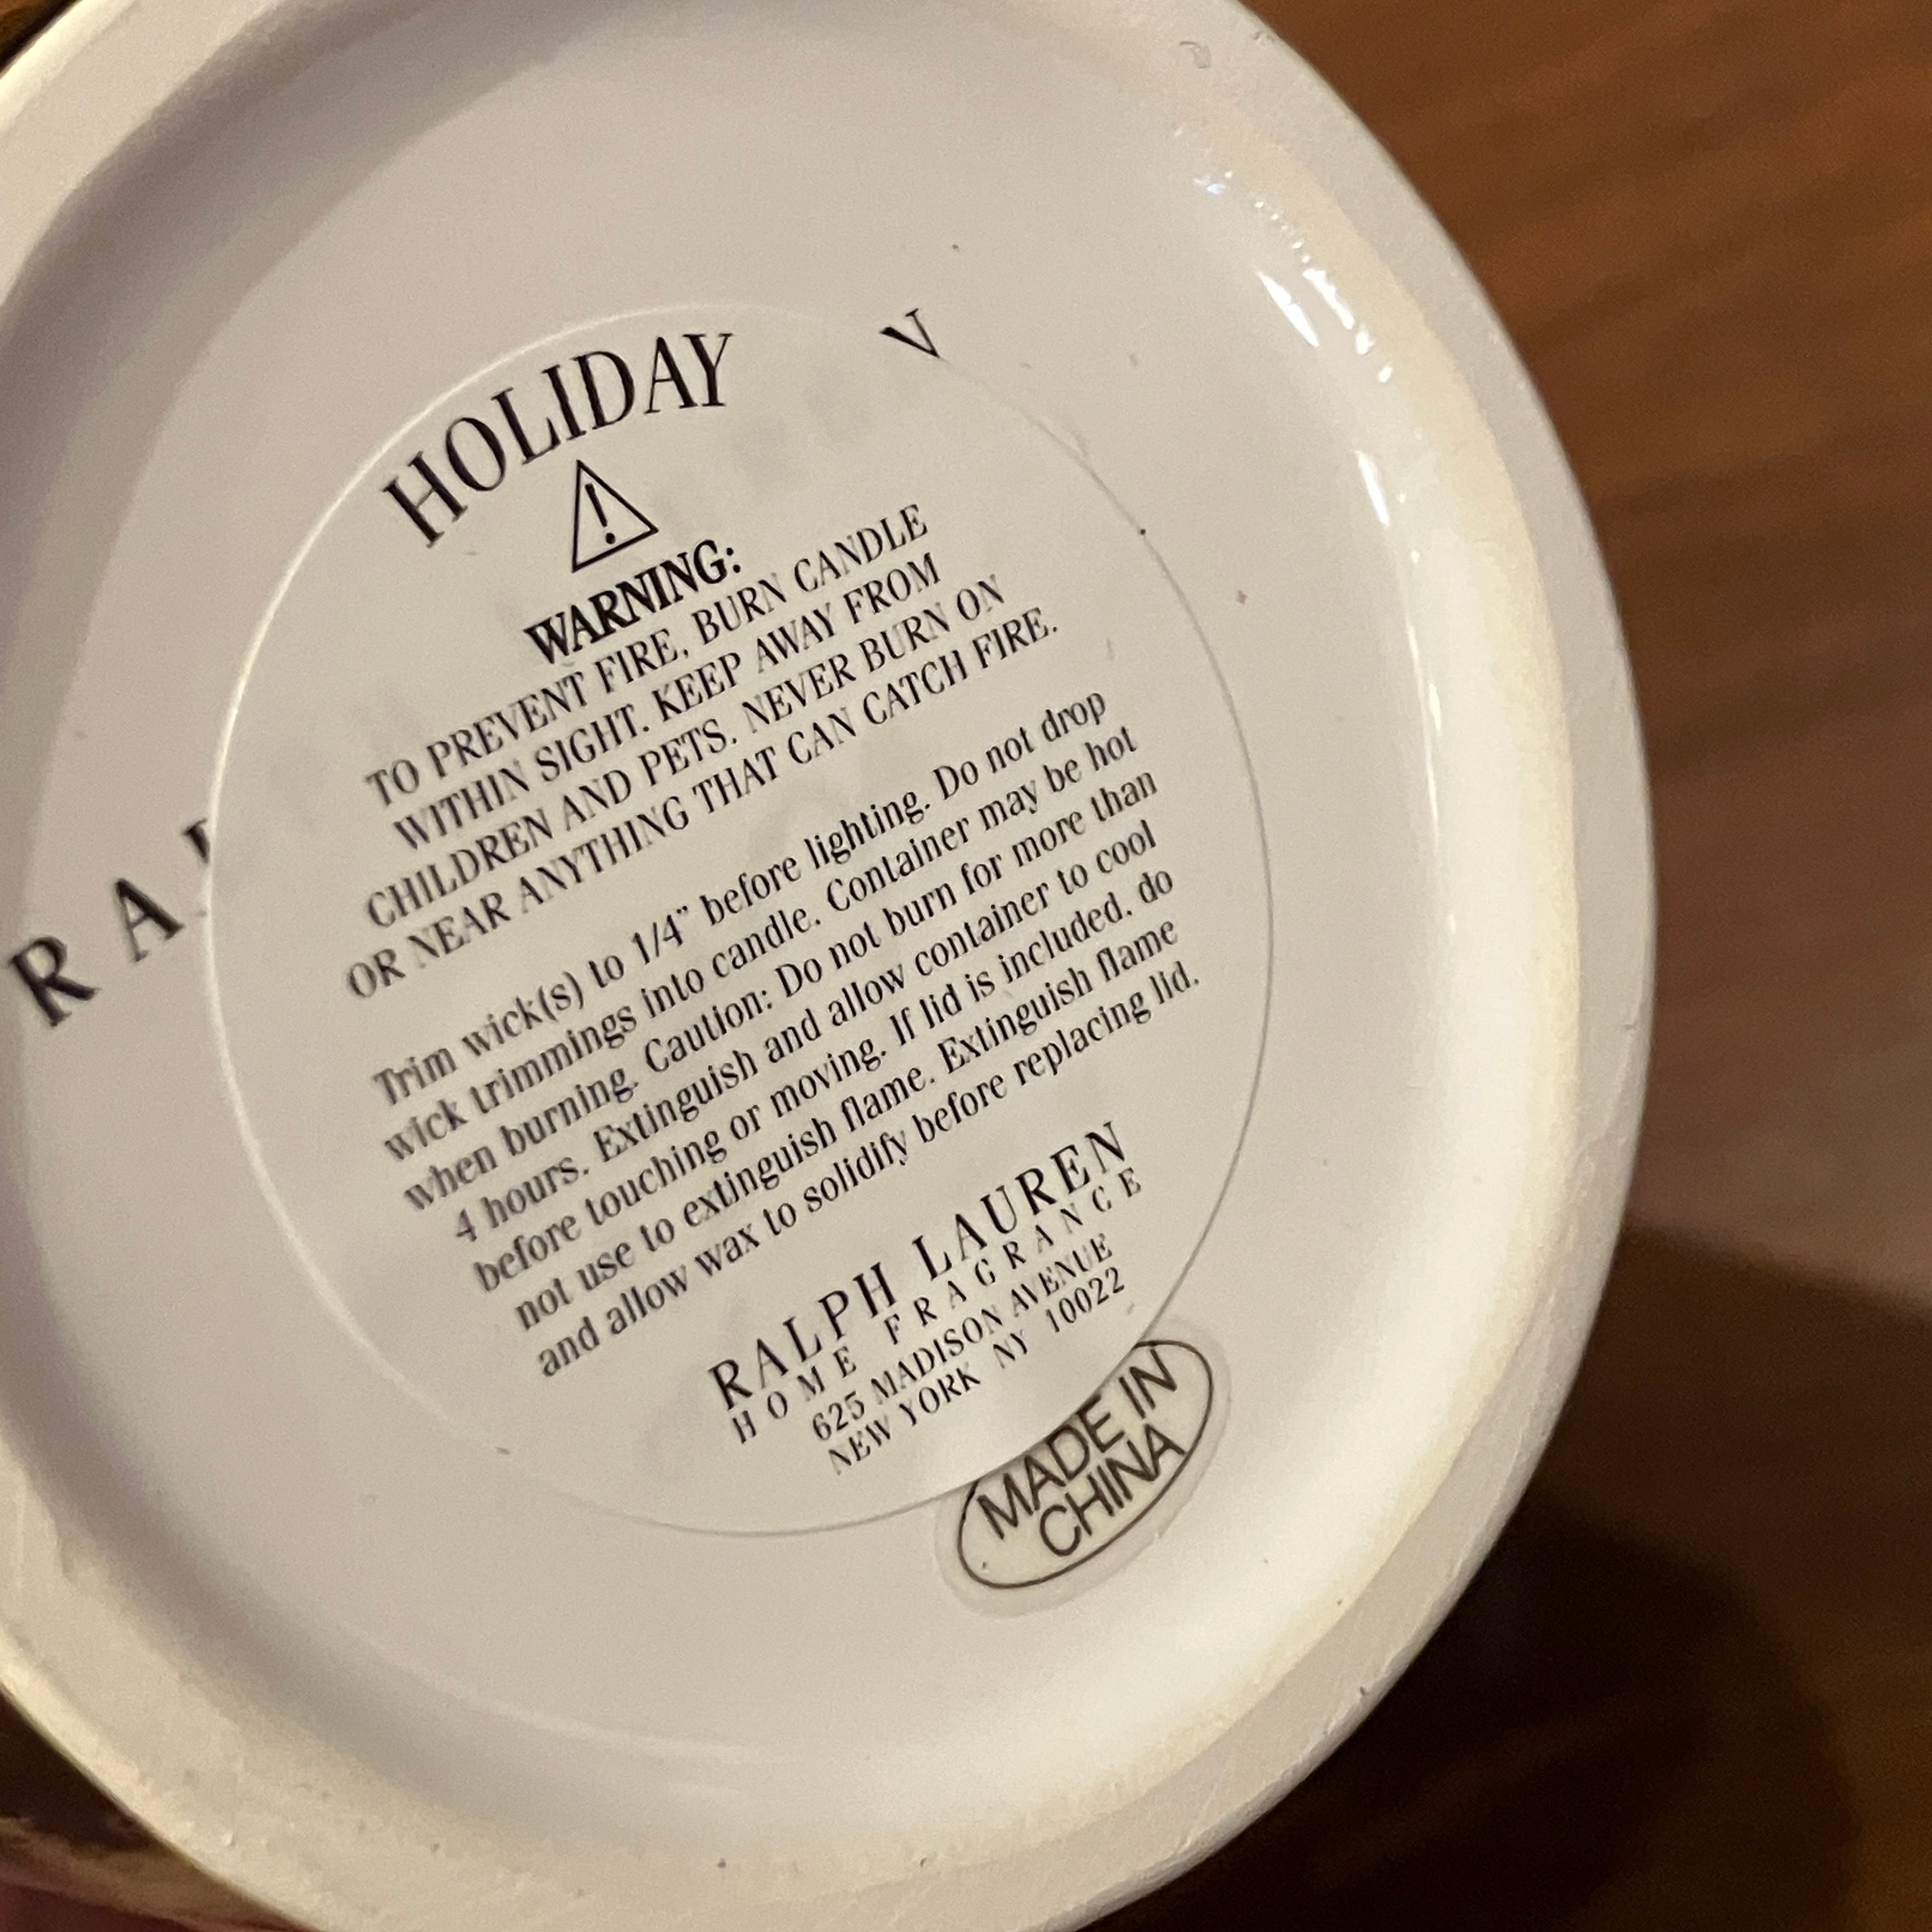 HOLIDAY
WARNING:
TO PREVENT FIRE, BURN CANDLE
WITHIN SIGHT. KEEP AWAY FROM
CHILDREN AND PETS. NEVER BURN ON
OR NEAR ANYTHING THAT CAN CATCH FIRE.
Trim wick(s) to 1/4" before lighting. Do not drop
wick trimmings into candle. Container may be hot
when burning. Caution: Do not burn for more than
4 hours. Extinguish and allow container to cool
before touching or moving. If lid is included, do
not use to extinguish flame. Extinguish flame
and allow wax to solidify before replacing lid.
RALPH LAUREN
HOME FRAGRANCE
625 MADISON AVENUE
NEW YORK NY 10022
MADE IN
CHINA